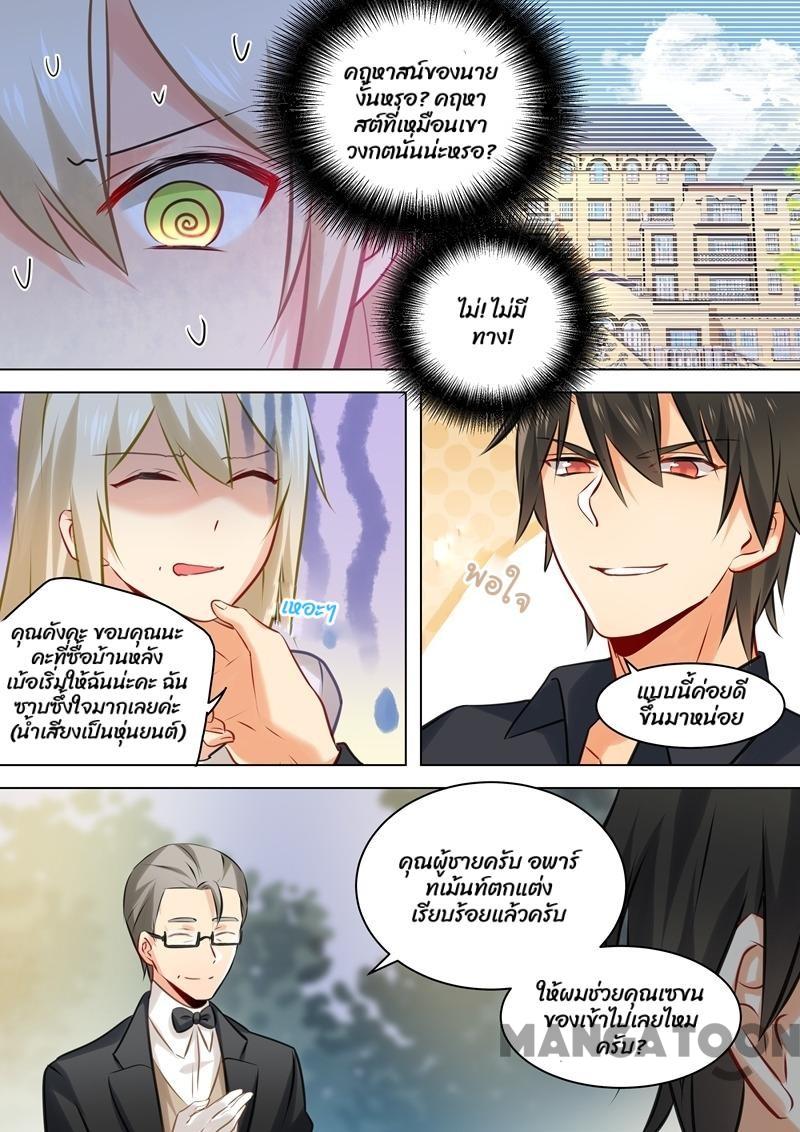 คฤหาสน์ของนาย
งั้นหรอ? คฤหา
สต์ที่เหมือนเขา
วงกตนั่นน่ะหรอ?
ไม่! ไม่มี
ทาง!
เหอะๆ
คุณคังคะ ขอบคุณนะ
คะที่ซื้อบ้านหลัง
เบ้อเริ่มให้ฉันน่ะคะ ฉัน
ซาบซึ้งใจมากเลยค่ะ
(น้ำเสียงเป็นหุ่นยนต์)
พอใจ
แบบนี้ค่อยดี
ขึ้นมาหน่อย
คุณผู้ชายครับ อพาร์
ทเม้นท์ตกแต่ง
เรียบร้อยแล้วครับ
ให้ผมช่วยคุณเซขน
ของเข้าไปเลยไหม
ครับ?
MANGATOON